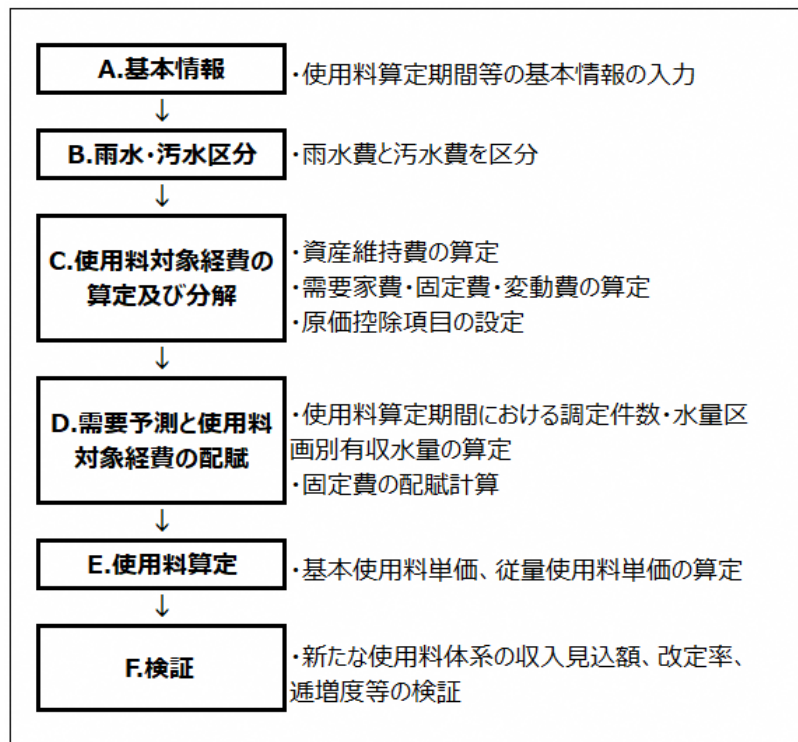 A.基本情報
・使用料算定期間等の基本情報の入力
↓
B.雨水・汚水区分
・雨水費と汚水費を区分
↓
C.使用料対象経費の
算定及び分解
・資産維持費の算定
・需要家費・固定費・変動費の算定
・原価控除項目の設定
↓
D.需要予測と使用料
対象経費の配賦
・使用料算定期間における調定件数・水量区
画別有収水量の算定
・固定費の配賦計算
↓
E.使用料算定
・基本使用料単価、従量使用料単価の算定
↓
F.検証
・新たな使用料体系の収入見込額、改定率、
逓増度等の検証